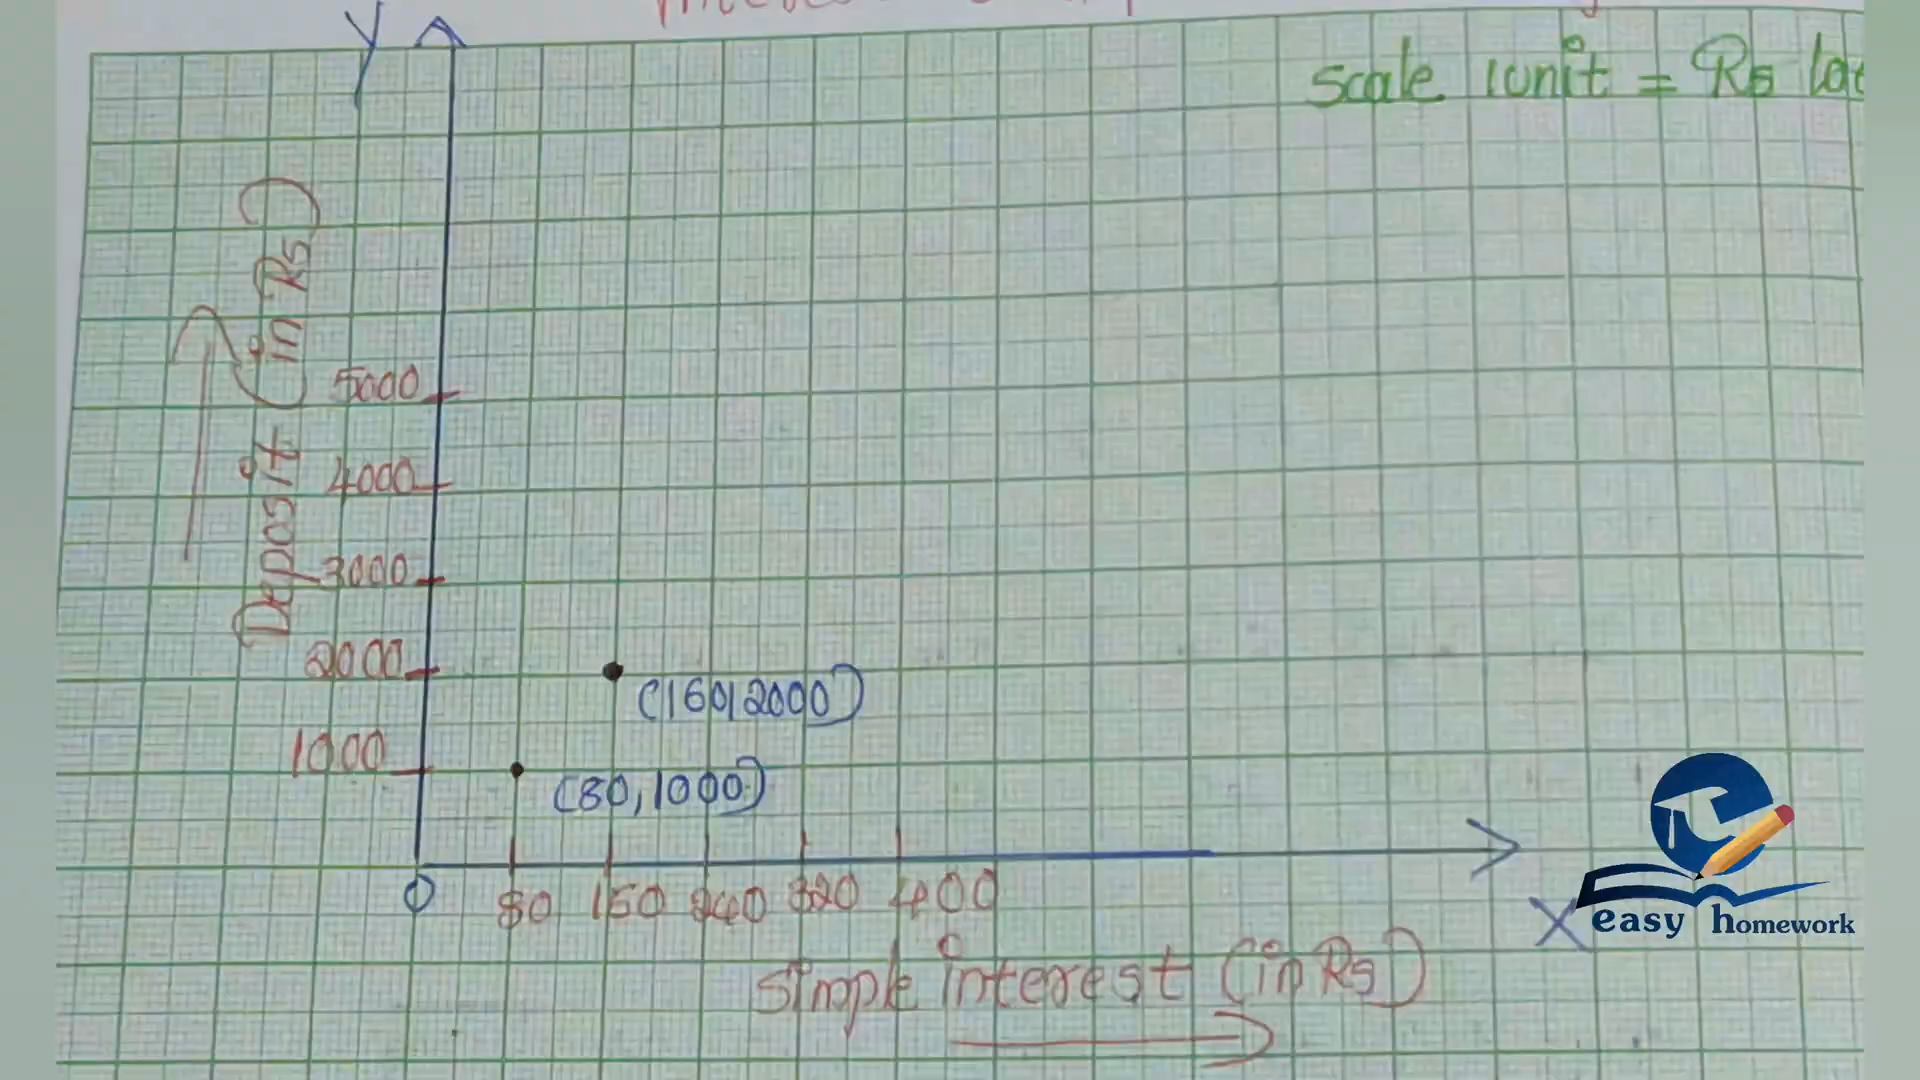 Y
scale 1unit = Rs
Deposit (in Rs)
5000
4000
3000
2000
(160,2000)
1000
(80,1000)
0
80 160 240 320 400
X
easy homework
Simple interest (in Rs)